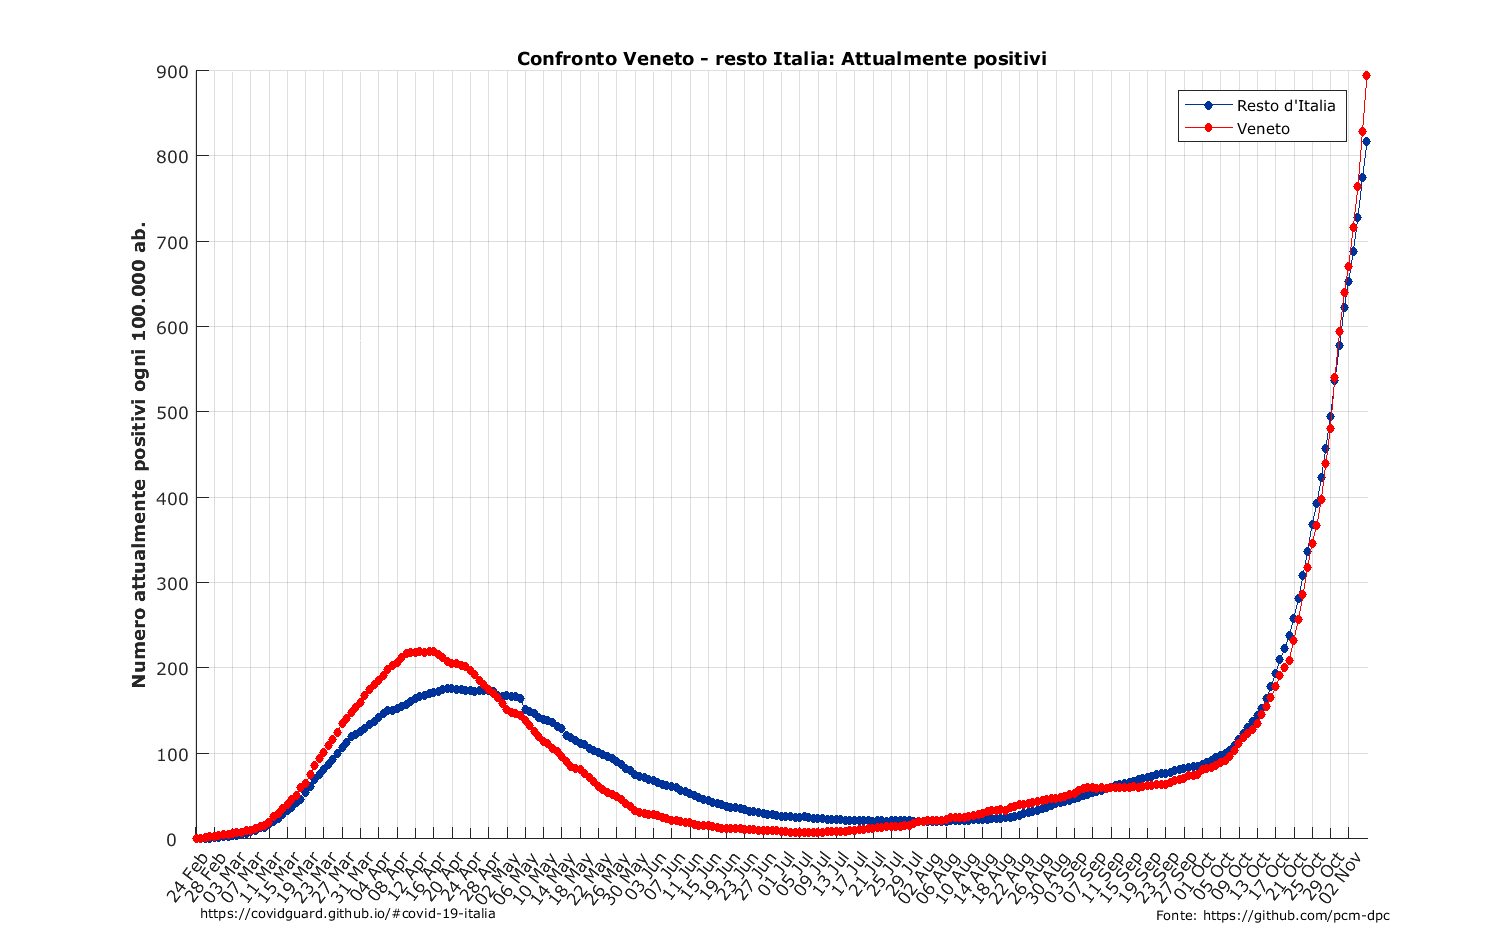 Confronto Veneto - resto Italia: Attualmente positivi
Resto d'Italia
Veneto
Numero attualmente positivi ogni 100.000 ab.
900
800
700
600
500
400
300
200
100
0
24 Feb
28 Feb
03 Mar
07 Mar
11 Mar
15 Mar
19 Mar
23 Mar
27 Mar
31 Mar
04 Apr
08 Apr
12 Apr
16 Apr
20 Apr
24 Apr
28 Apr
02 May
06 May
10 May
14 May
18 May
22 May
26 May
30 May
03 Jun
07 Jun
11 Jun
15 Jun
19 Jun
23 Jun
27 Jun
01 Jul
05 Jul
09 Jul
13 Jul
17 Jul
21 Jul
25 Jul
29 Jul
02 Aug
06 Aug
10 Aug
14 Aug
18 Aug
22 Aug
26 Aug
30 Aug
03 Sep
07 Sep
11 Sep
15 Sep
19 Sep
23 Sep
27 Sep
01 Oct
05 Oct
09 Oct
13 Oct
17 Oct
21 Oct
25 Oct
29 Oct
02 Nov
https://covidguard.github.io/#covid-19-italia
Fonte: https://github.com/pcm-dpc